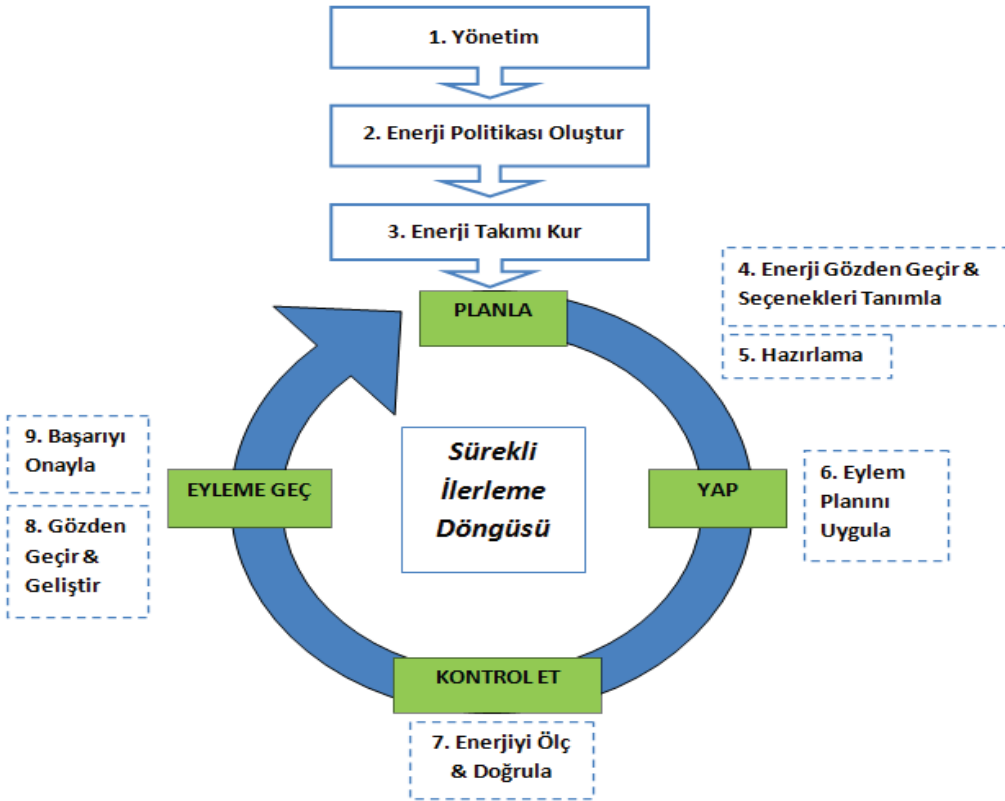 1. Yönetim
2. Enerji Politikası Oluştur
3. Enerji Takımı Kur
PLANLA
4. Enerji Gözden Geçir &
Seçenekleri Tanımla
5. Hazırlama
YAP
6. Eylem
Planını
Uygula
KONTROL ET
7. Enerjiyi Ölç
& Doğrula
8. Gözden
Geçir &
Geliştir
EYLEME GEÇ
9. Başarıyı
Onayla
Sürekli
İlerleme
Döngüsü